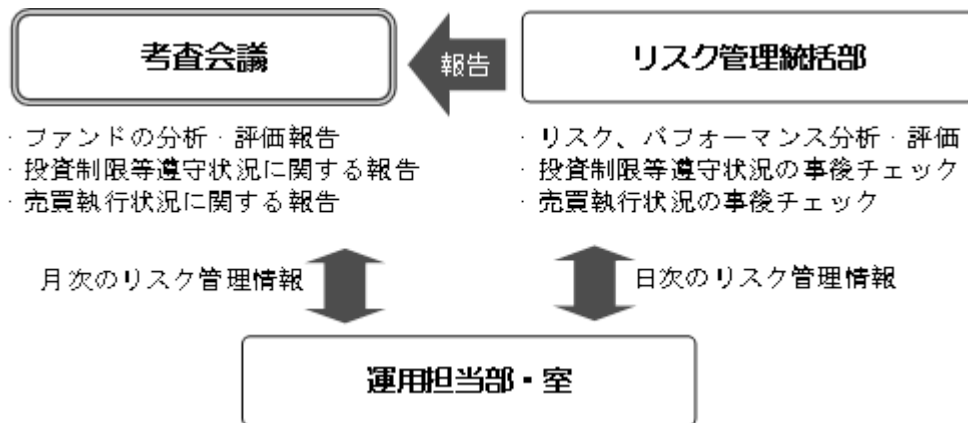 考査会議
報告
リスク管理統括部
・ファンドの分析・評価報告
・投資制限等遵守状況に関する報告
・売買執行状況に関する報告
・リスク、パフォーマンス分析・評価
・投資制限等遵守状況の事後チェック
・売買執行状況の事後チェック
月次のリスク管理情報
日次のリスク管理情報
運用担当部・室